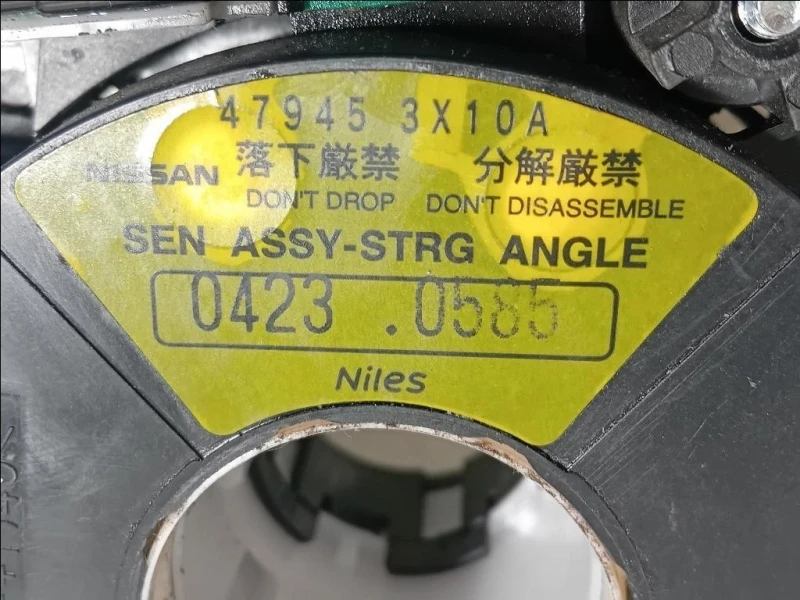 47945 3X10A
NISSAN 落下厳禁 分解厳禁
DON'T DROP DON'T DISASSEMBLE
SEN ASSY-STRG ANGLE
0423 .0585
Niles